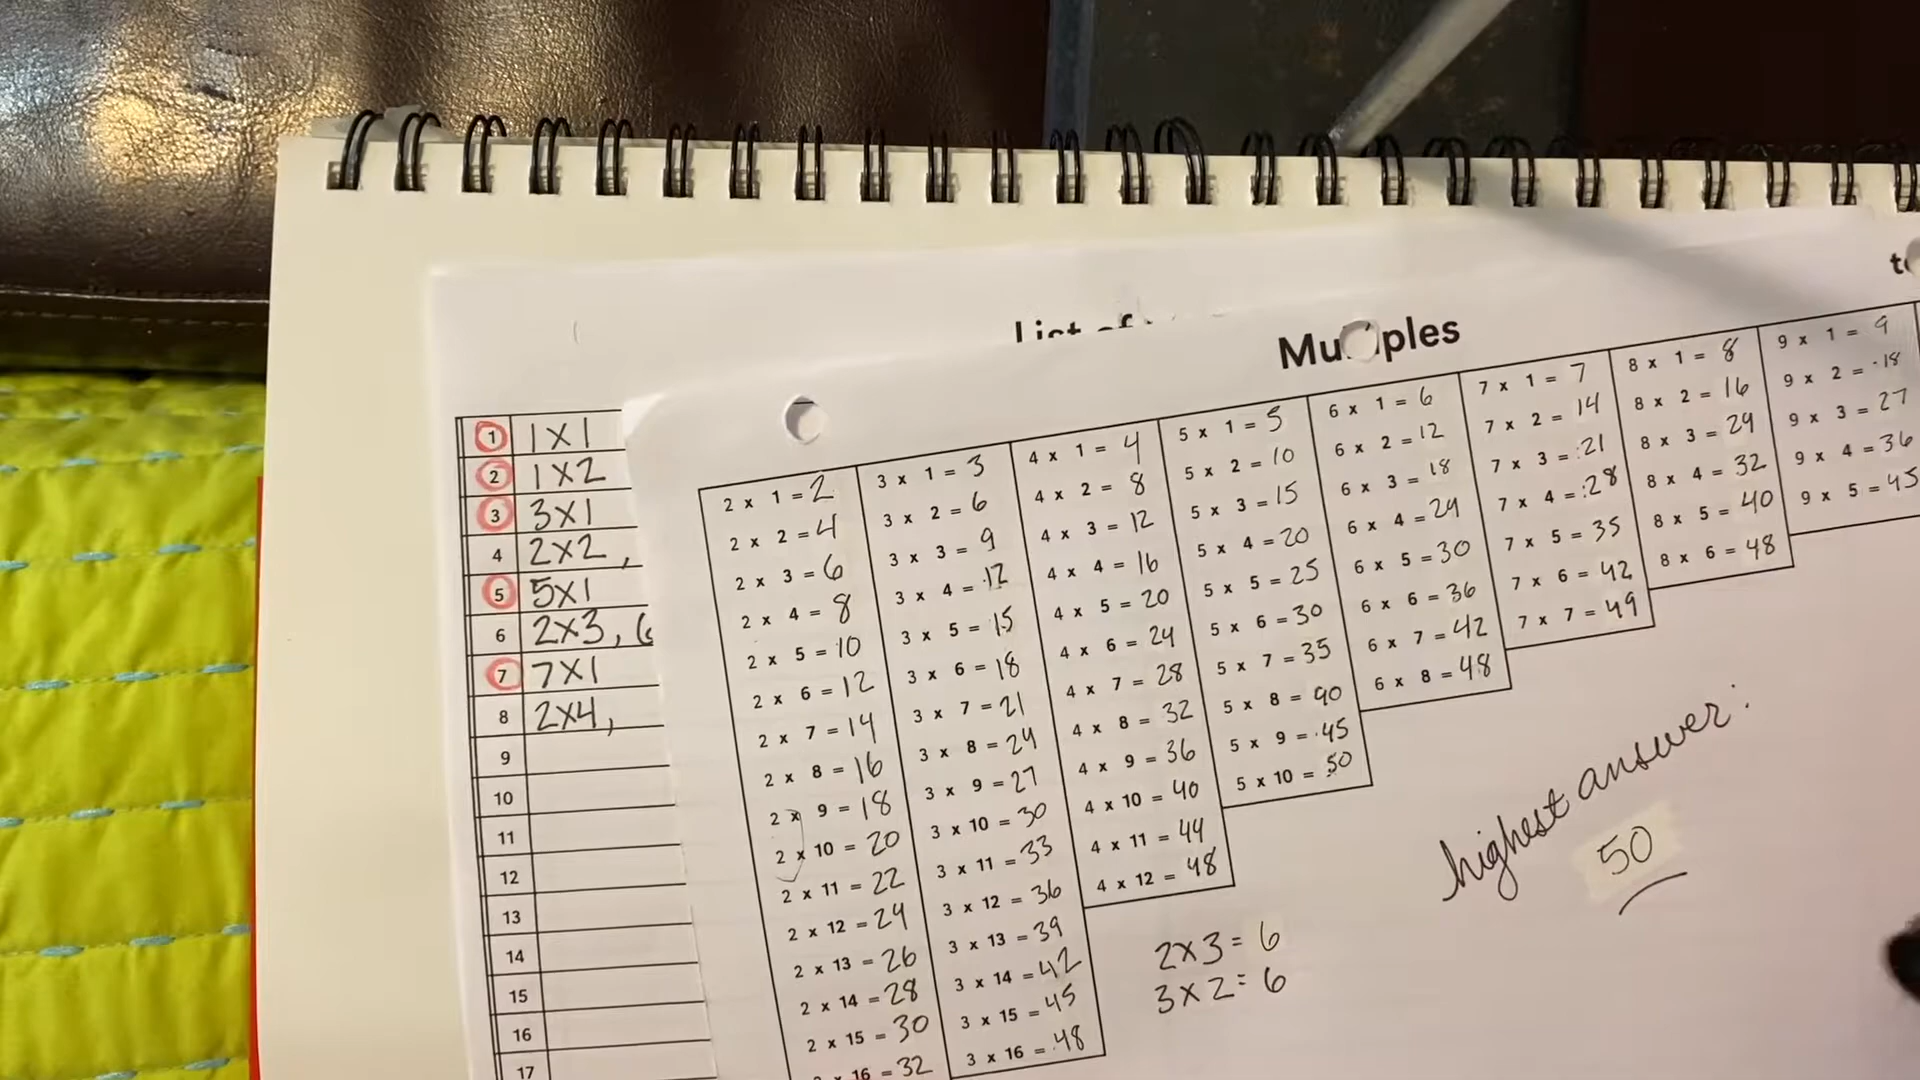 Multiples
1 1X1
2 1X2
3 3X1
4 2X2,
5 5X1
6 2X3, 6
7 7X1
8 2X4,
9
10
11
12
13
14
15
16
17
2 x 1 = 2
2 x 2 = 4
2 x 3 = 6
2 x 4 = 8
2 x 5 = 10
2 x 6 = 12
2 x 7 = 14
2 x 8 = 16
2 x 9 = 18
2 x 10 = 20
2 x 11 = 22
2 x 12 = 24
2 x 13 = 26
2 x 14 = 28
2 x 15 = 30
x 16 = 32
3 x 1 = 3
3 x 2 = 6
3 x 3 = 9
3 x 4 = 12
3 x 5 = 15
3 x 6 = 18
3 x 7 = 21
3 x 8 = 24
3 x 9 = 27
3 x 10 = 30
3 x 11 = 33
3 x 12 = 36
3 x 13 = 39
3 x 14 = 42
3 x 15 = 45
3 x 16 = 48
4 x 1 = 4
4 x 2 = 8
4 x 3 = 12
4 x 4 = 16
4 x 5 = 20
4 x 6 = 24
4 x 7 = 28
4 x 8 = 32
4 x 9 = 36
4 x 10 = 40
4 x 11 = 44
4 x 12 = 48
5 x 1 = 5
5 x 2 = 10
5 x 3 = 15
5 x 4 = 20
5 x 5 = 25
5 x 6 = 30
5 x 7 = 35
5 x 8 = 40
5 x 9 = 45
5 x 10 = 50
6 x 1 = 6
6 x 2 = 12
6 x 3 = 18
6 x 4 = 24
6 x 5 = 30
6 x 6 = 36
6 x 7 = 42
6 x 8 = 48
7 x 1 = 7
7 x 2 = 14
7 x 3 = 21
7 x 4 = 28
7 x 5 = 35
7 x 6 = 42
7 x 7 = 49
8 x 1 = 8
8 x 2 = 16
8 x 3 = 24
8 x 4 = 32
8 x 5 = 40
8 x 6 = 48
9 x 1 = 9
9 x 2 = 18
9 x 3 = 27
9 x 4 = 36
9 x 5 = 45
highest answer:
50
2X3 = 6
3X2 = 6